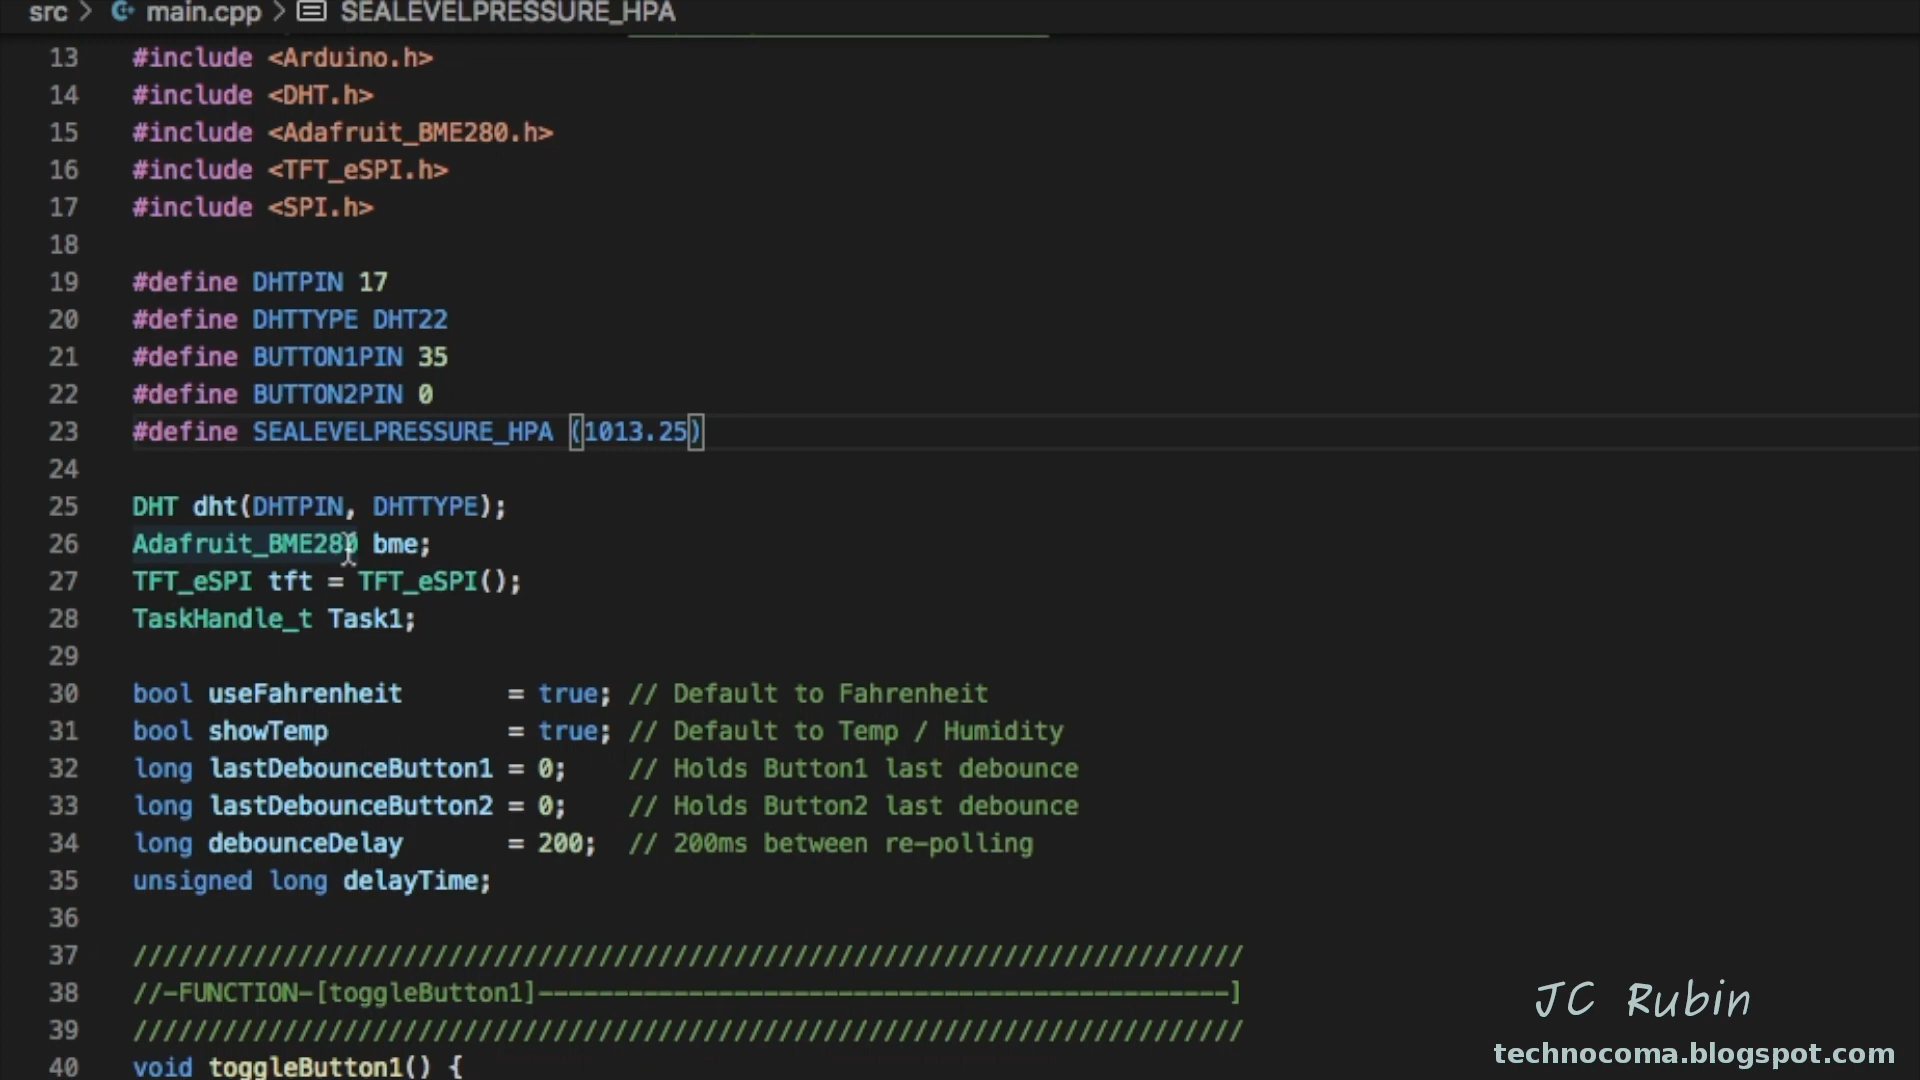 src > main.cpp > SEALEVELPRESSURE_HPA
13 #include <Arduino.h>
14 #include <DHT.h>
15 #include <Adafruit_BME280.h>
16 #include <TFT_eSPI.h>
17 #include <SPI.h>
18
19 #define DHTPIN 17
20 #define DHTTYPE DHT22
21 #define BUTTON1PIN 35
22 #define BUTTON2PIN 0
23 #define SEALEVELPRESSURE_HPA (1013.25)
24
25 DHT dht(DHTPIN, DHTTYPE);
26 Adafruit_BME280 bme;
27 TFT_eSPI tft = TFT_eSPI();
28 TaskHandle_t Task1;
29
30 bool useFahrenheit       = true; // Default to Fahrenheit
31 bool showTemp            = true; // Default to Temp / Humidity
32 long lastDebounceButton1 = 0;    // Holds Button1 last debounce
33 long lastDebounceButton2 = 0;    // Holds Button2 last debounce
34 long debounceDelay       = 200;  // 200ms between re-polling
35 unsigned long delayTime;
36
37 //////////////////////////////////////////////////////////////////////////
38 //-FUNCTION-[toggleButton1]----------------------------------------------]
39 //////////////////////////////////////////////////////////////////////////
40 void toggleButton1() {
JC Rubin
technocoma.blogspot.com